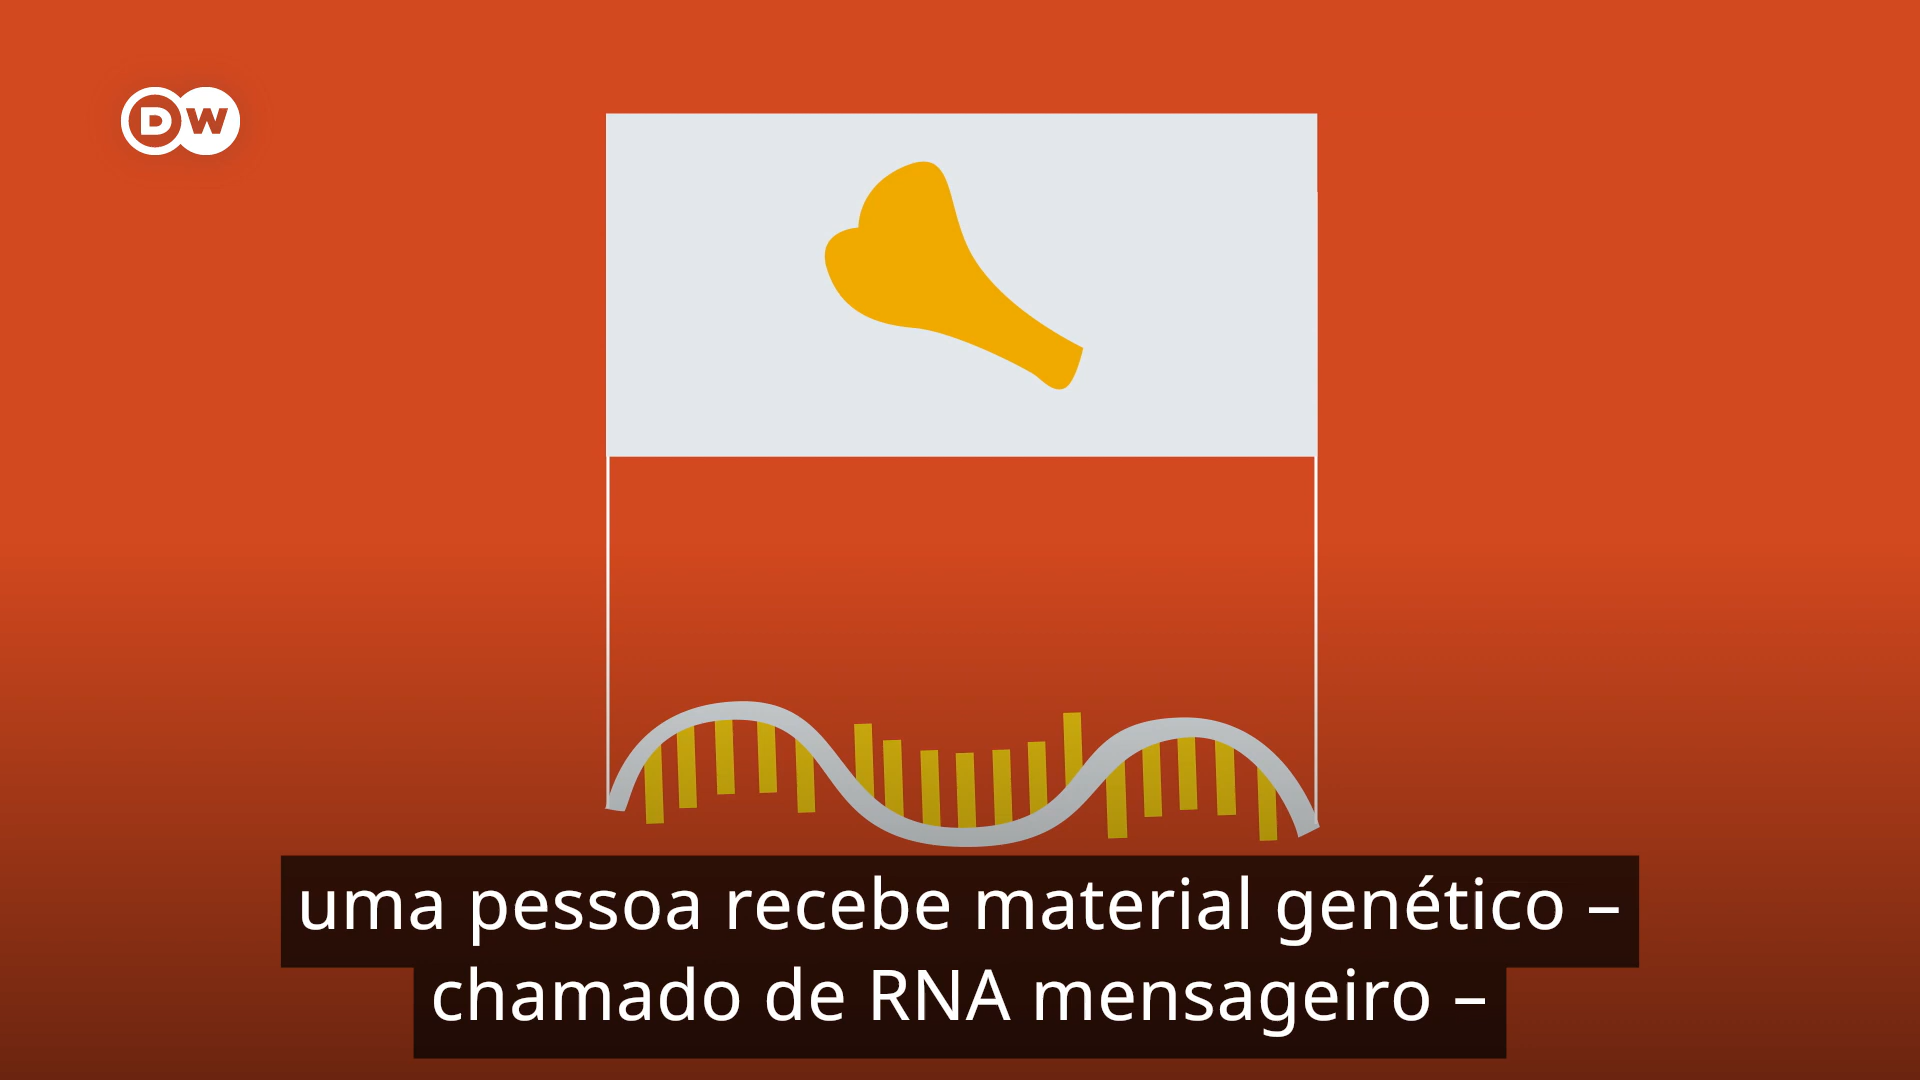 DW
uma pessoa recebe material genético –
chamado de RNA mensageiro –